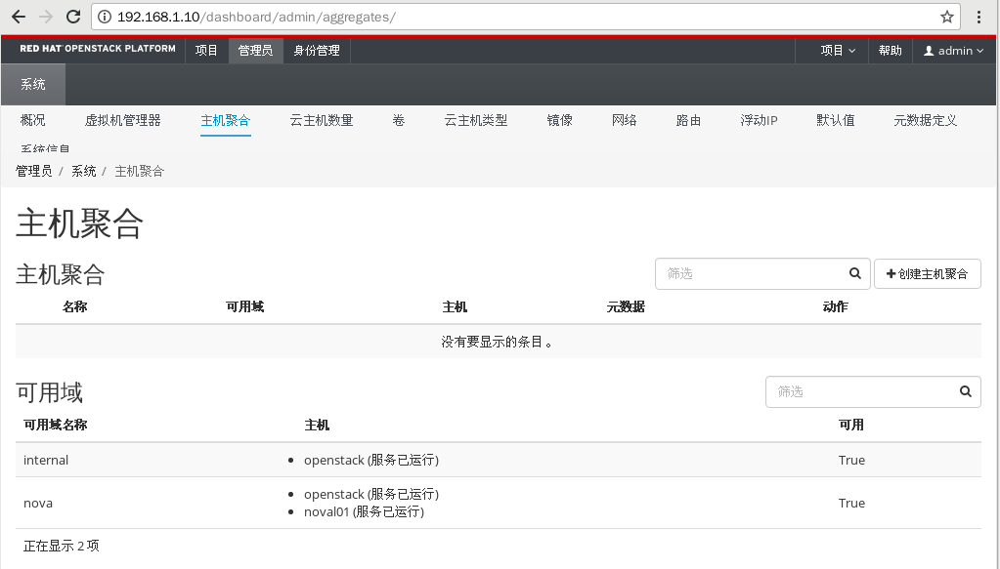 192.168.1.10/dashboard/admin/aggregates/
RED HAT OPENSTACK PLATFORM 项目 管理员 身份管理 项目 帮助 admin
系统
概况 虚拟机管理器 主机聚合 云主机数量 卷 云主机类型 镜像 网络 路由 浮动IP 默认值 元数据定义
系统信息
管理员 / 系统 / 主机聚合
主机聚合
主机聚合 筛选 +创建主机聚合
名称 可用域 主机 元数据 动作
没有要显示的条目。
可用域 筛选
可用域名称 主机 可用
internal • openstack (服务已运行) True
nova • openstack (服务已运行) True
• noval01 (服务已运行)
正在显示 2 项